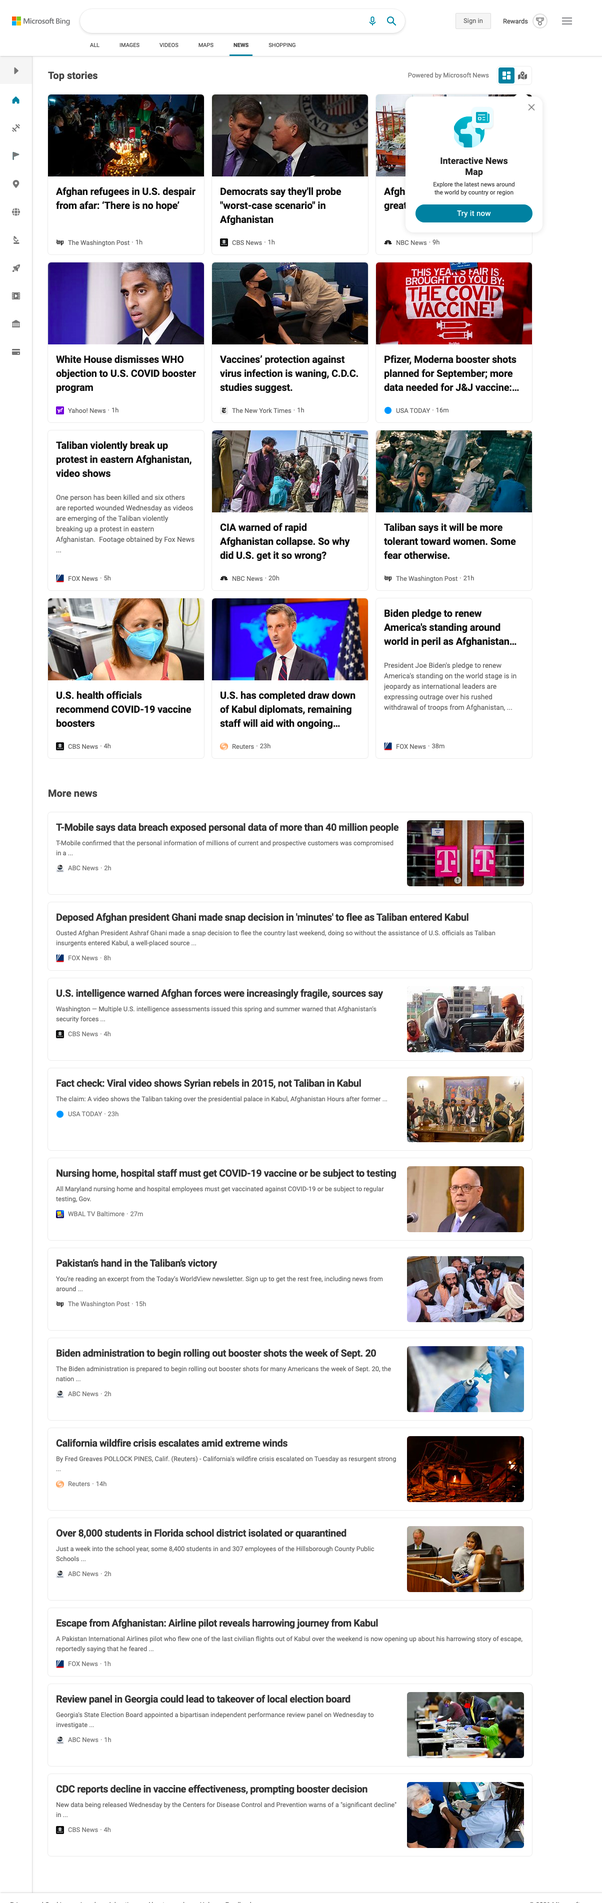 Microsoft Bing
Sign in
Rewards
ALL
IMAGES
VIDEOS
MAPS
NEWS
SHOPPING
Top stories
Powered by Microsoft News
Interactive News
Map
Explore the latest news around
the world by country or region
Try it now
Afghan refugees in U.S. despair
from afar: ‘There is no hope’
The Washington Post · 1h
Democrats say they'll probe
"worst-case scenario" in
Afghanistan
CBS News · 1h
Afgh
great
NBC News · 9h
White House dismisses WHO
objection to U.S. COVID booster
program
Yahoo! News · 1h
Vaccines’ protection against
virus infection is waning, C.D.C.
studies suggest.
The New York Times · 1h
THIS YEAR'S FAIR IS
BROUGHT TO YOU BY:
THE COVID
VACCINE!
Pfizer, Moderna booster shots
planned for September; more
data needed for J&J vaccine:...
USA TODAY · 16m
Taliban violently break up
protest in eastern Afghanistan,
video shows
One person has been killed and six others
are reported wounded Wednesday as videos
are emerging of the Taliban violently
breaking up a protest in eastern
Afghanistan. Footage obtained by Fox News
...
FOX News · 5h
CIA warned of rapid
Afghanistan collapse. So why
did U.S. get it so wrong?
NBC News · 20h
Taliban says it will be more
tolerant toward women. Some
fear otherwise.
The Washington Post · 21h
U.S. health officials
recommend COVID-19 vaccine
boosters
CBS News · 4h
U.S. has completed draw down
of Kabul diplomats, remaining
staff will aid with ongoing...
Reuters · 23h
Biden pledge to renew
America's standing around
world in peril as Afghanistan...
President Joe Biden's pledge to renew
America's standing on the world stage is in
jeopardy as international leaders are
expressing outrage over his rushed
withdrawal of troops from Afghanistan, ...
FOX News · 38m
More news
T-Mobile says data breach exposed personal data of more than 40 million people
T-Mobile confirmed that the personal information of millions of current and prospective customers was compromised
in a ...
ABC News · 2h
Deposed Afghan president Ghani made snap decision in 'minutes' to flee as Taliban entered Kabul
Ousted Afghan President Ashraf Ghani made a snap decision to flee the country last weekend, doing so without the assistance of U.S. officials as Taliban
insurgents entered Kabul, a well-placed source ...
FOX News · 8h
U.S. intelligence warned Afghan forces were increasingly fragile, sources say
Washington — Multiple U.S. intelligence assessments issued this spring and summer warned that Afghanistan's
security forces ...
CBS News · 4h
Fact check: Viral video shows Syrian rebels in 2015, not Taliban in Kabul
The claim: A video shows the Taliban taking over the presidential palace in Kabul, Afghanistan Hours after former ...
USA TODAY · 23h
Nursing home, hospital staff must get COVID-19 vaccine or be subject to testing
All Maryland nursing home and hospital employees must get vaccinated against COVID-19 or be subject to regular
testing, Gov.
WBAL TV Baltimore · 27m
Pakistan’s hand in the Taliban’s victory
You’re reading an excerpt from the Today’s WorldView newsletter. Sign up to get the rest free, including news from
around ...
The Washington Post · 15h
Biden administration to begin rolling out booster shots the week of Sept. 20
The Biden administration is prepared to begin rolling out booster shots for many Americans the week of Sept. 20, the
nation ...
ABC News · 2h
California wildfire crisis escalates amid extreme winds
By Fred Greaves POLLOCK PINES, Calif. (Reuters) - California's wildfire crisis escalated on Tuesday as resurgent strong
...
Reuters · 14h
Over 8,000 students in Florida school district isolated or quarantined
Just a week into the school year, some 8,400 students in and 307 employees of the Hillsborough County Public
Schools ...
ABC News · 2h
Escape from Afghanistan: Airline pilot reveals harrowing journey from Kabul
A Pakistan International Airlines pilot who flew one of the last civilian flights out of Kabul over the weekend is now opening up about his harrowing story of escape,
reportedly saying that he feared ...
FOX News · 1h
Review panel in Georgia could lead to takeover of local election board
Georgia's State Election Board appointed a bipartisan independent performance review panel on Wednesday to
investigate ...
ABC News · 1h
CDC reports decline in vaccine effectiveness, prompting booster decision
New data being released Wednesday by the Centers for Disease Control and Prevention warns of a "significant decline"
in ...
CBS News · 4h